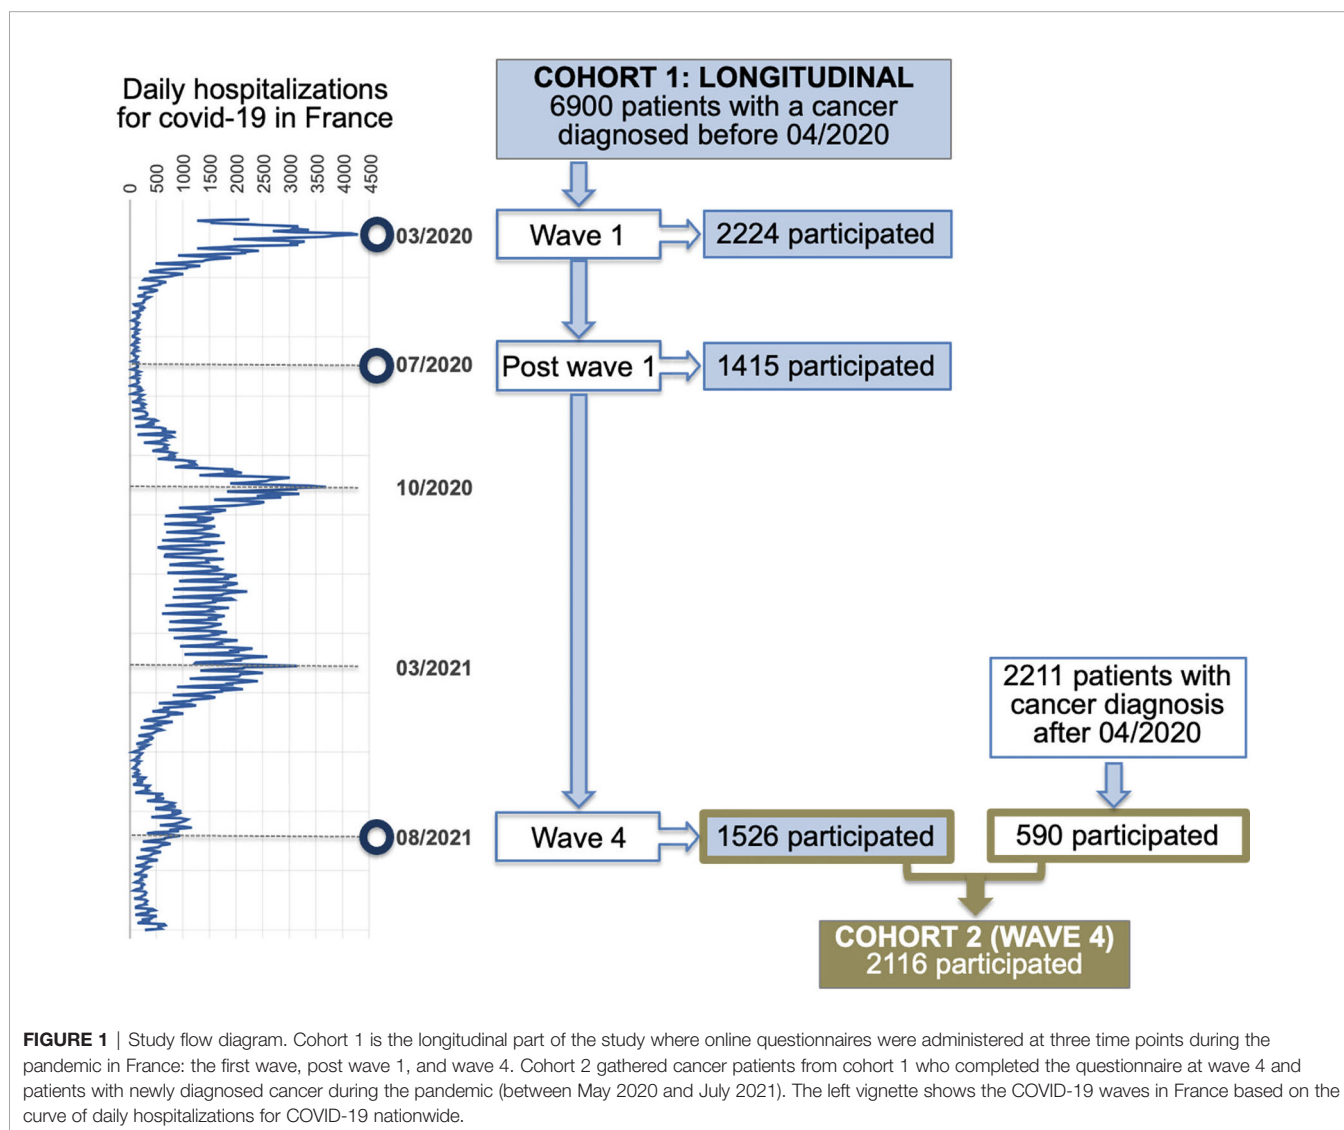 Daily hospitalizations
for covid-19 in France
0
500
1000
1500
2000
2500
3000
3500
4000
4500
03/2020
07/2020
10/2020
03/2021
08/2021
COHORT 1: LONGITUDINAL
6900 patients with a cancer
diagnosed before 04/2020
Wave 1
2224 participated
Post wave 1
1415 participated
2211 patients with
cancer diagnosis
after 04/2020
Wave 4
1526 participated
590 participated
COHORT 2 (WAVE 4)
2116 participated
FIGURE 1 | Study flow diagram. Cohort 1 is the longitudinal part of the study where online questionnaires were administered at three time points during the
pandemic in France: the first wave, post wave 1, and wave 4. Cohort 2 gathered cancer patients from cohort 1 who completed the questionnaire at wave 4 and
patients with newly diagnosed cancer during the pandemic (between May 2020 and July 2021). The left vignette shows the COVID-19 waves in France based on the
curve of daily hospitalizations for COVID-19 nationwide.